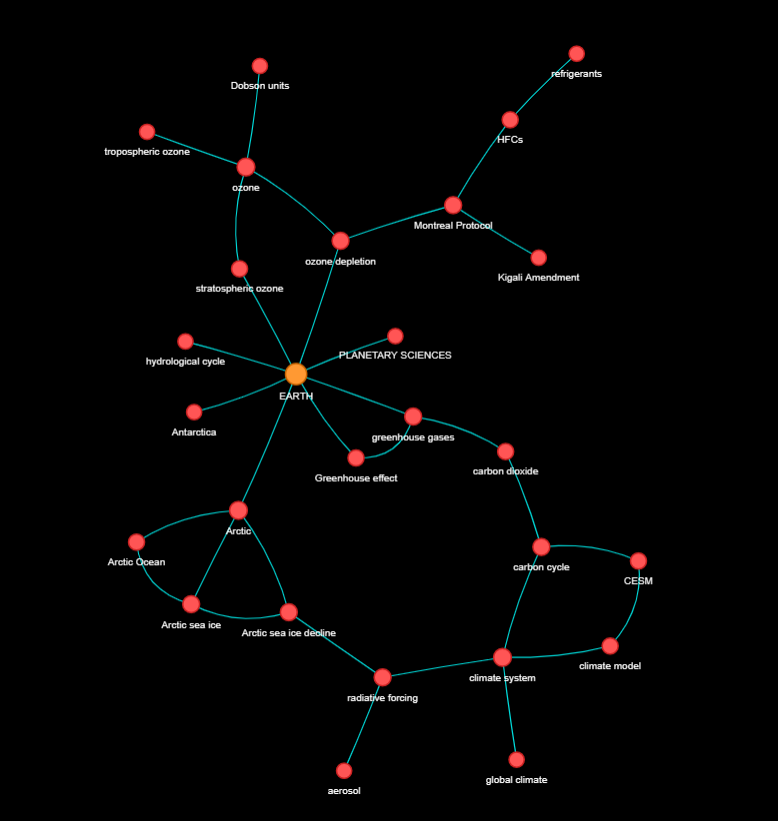 refrigerants
Dobson units
HFCs
tropospheric ozone
ozone
Montreal Protocol
ozone depletion
Kigali Amendment
stratospheric ozone
PLANETARY SCIENCES
hydrological cycle
EARTH
Antarctica
greenhouse gases
carbon dioxide
Greenhouse effect
Arctic
Arctic Ocean
carbon cycle
CESM
Arctic sea ice
Arctic sea ice decline
climate model
climate system
radiative forcing
global climate
aerosol